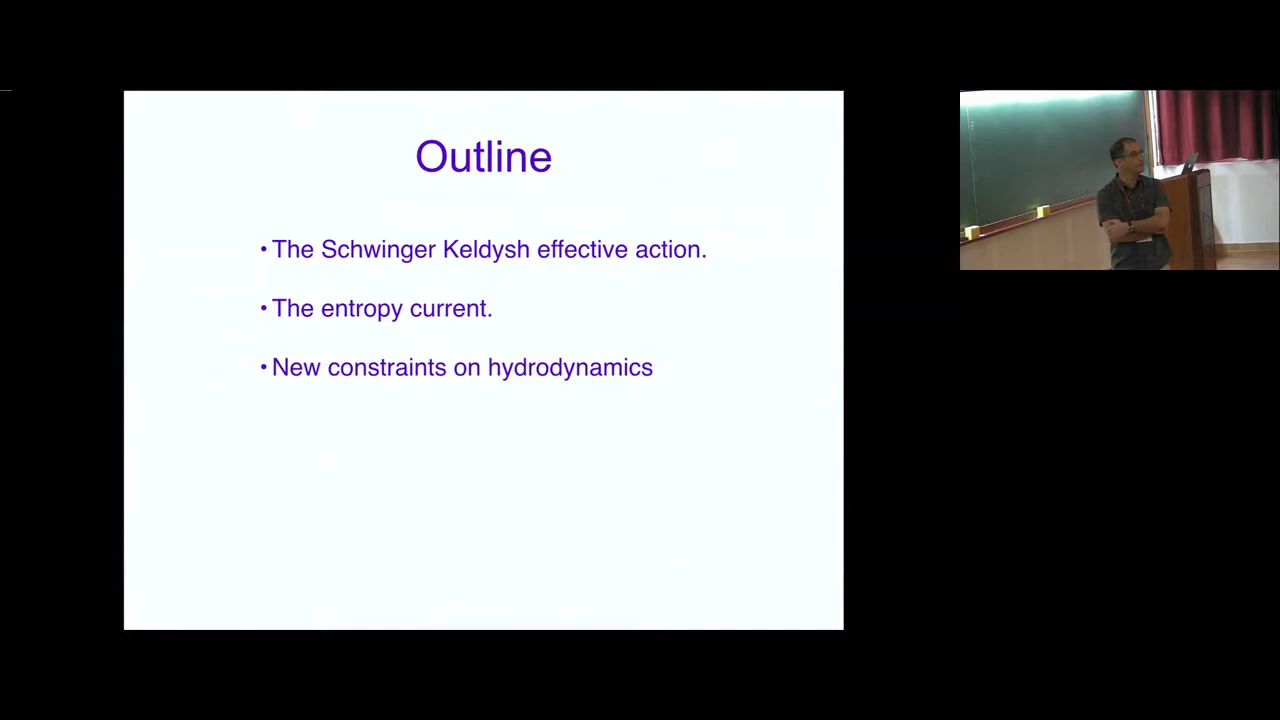 Outline
• The Schwinger Keldysh effective action.
• The entropy current.
• New constraints on hydrodynamics